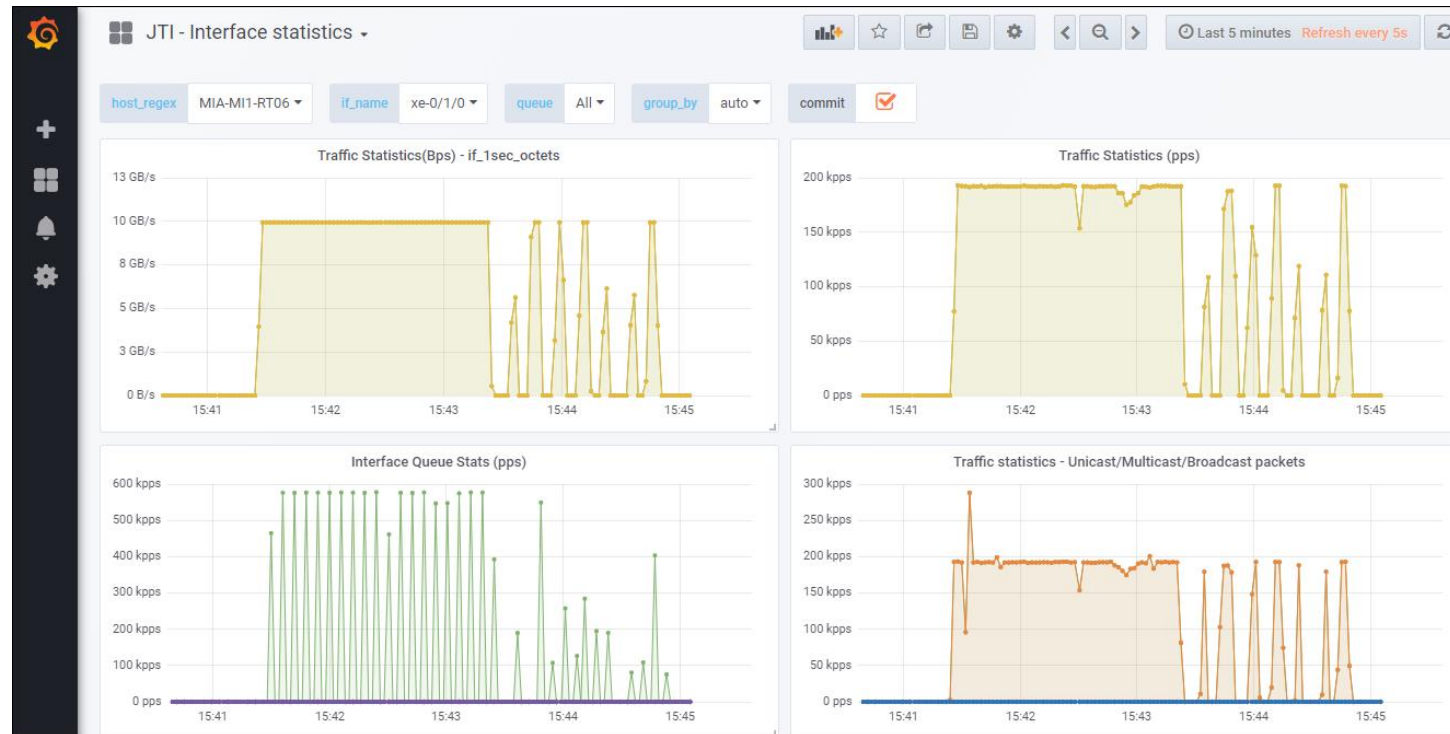 JTI - Interface statistics
Last 5 minutes Refresh every 5s
host_regex MIA-MI1-RT06 if_name xe-0/1/0 queue All group_by auto commit
Traffic Statistics(Bps) - if_1sec_octets
13 GB/s
10 GB/s
8 GB/s
5 GB/s
3 GB/s
0 B/s
15:41 15:42 15:43 15:44 15:45
Traffic Statistics (pps)
200 kpps
150 kpps
100 kpps
50 kpps
0 pps
15:41 15:42 15:43 15:44 15:45
Interface Queue Stats (pps)
600 kpps
500 kpps
400 kpps
300 kpps
200 kpps
100 kpps
0 pps
15:41 15:42 15:43 15:44 15:45
Traffic statistics - Unicast/Multicast/Broadcast packets
300 kpps
250 kpps
200 kpps
150 kpps
100 kpps
50 kpps
0 pps
15:41 15:42 15:43 15:44 15:45